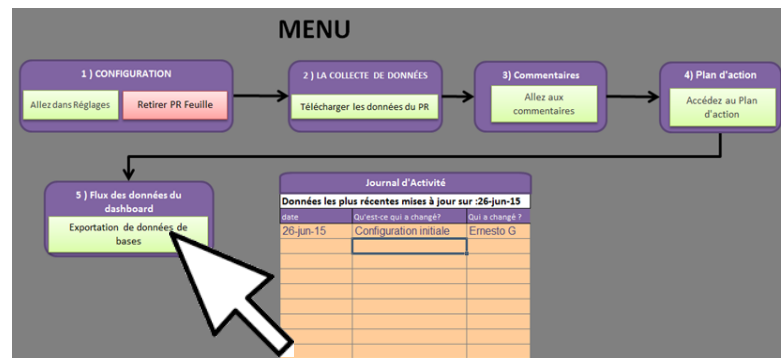 MENU
1 ) CONFIGURATION
Allez dans Réglages
Retirer PR Feuille
2 ) LA COLLECTE DE DONNÉES
Télécharger les données du PR
3) Commentaires
Allez aux
commentaires
4) Plan d'action
Accédez au Plan
d'action
5 ) Flux des données du
dashboard
Exportation de données de
bases
Journal d'Activité
Données les plus récentes mises à jour sur :26-jun-15
date Qu'est-ce qui a changé? Qui a changé ?
26-jun-15 Configuration initiale Ernesto G